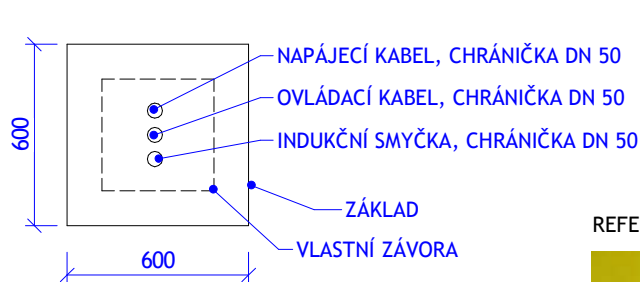 NAPÁJECÍ KABEL, CHRÁNIČKA DN 50
OVLÁDACÍ KABEL, CHRÁNIČKA DN 50
INDUKČNÍ SMYČKA, CHRÁNIČKA DN 50
600
ZÁKLAD
REFE
VLASTNÍ ZÁVORA
600